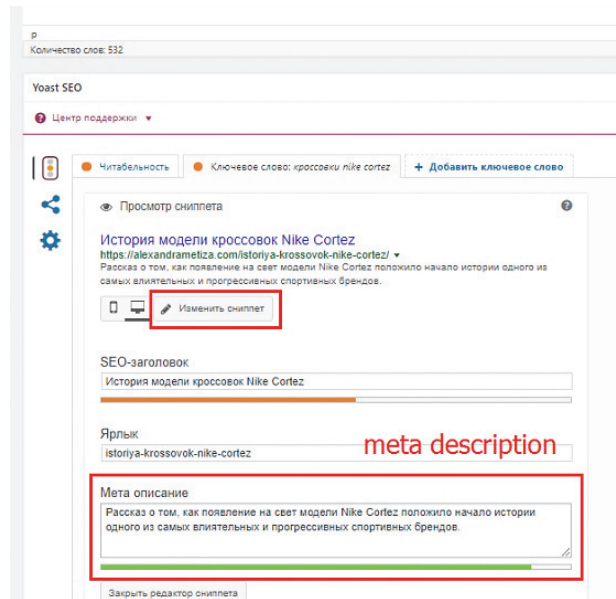 p
Количество слов: 532
Yoast SEO
Центр поддержки
Читабельность
Ключевое слово: кроссовки nike cortez
+ Добавить ключевое слово
Просмотр сниппета
История модели кроссовок Nike Cortez
https://alexandrametiza.com/istoriya-krossovok-nike-cortez/
Рассказ о том, как появление на свет модели Nike Cortez положило начало истории одного из
самых влиятельных и прогрессивных спортивных брендов.
Изменить сниппет
SEO-заголовок
История модели кроссовок Nike Cortez
Ярлык
meta description
istoriya-krossovok-nike-cortez
Мета описание
Рассказ о том, как появление на свет модели Nike Cortez положило начало истории
одного из самых влиятельных и прогрессивных спортивных брендов.
Закрыть редактор сниппета